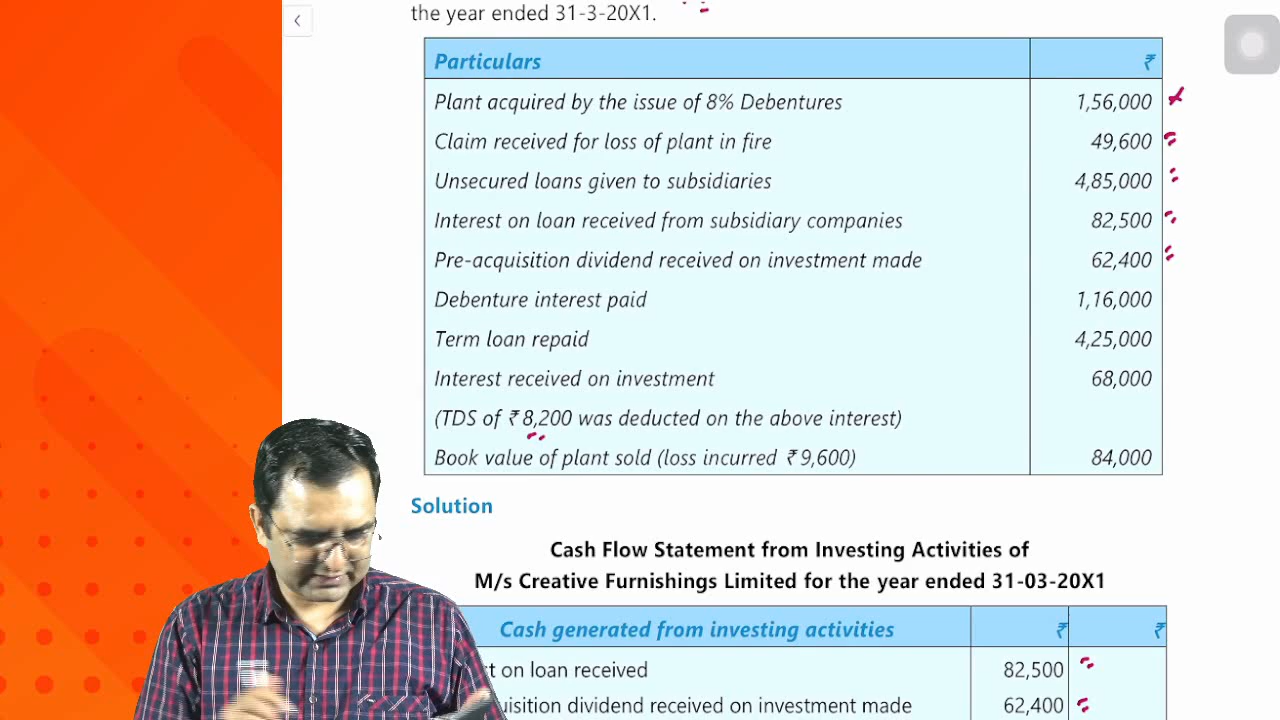 the year ended 31-3-20X1.
Particulars ₹
Plant acquired by the issue of 8% Debentures 1,56,000
Claim received for loss of plant in fire 49,600
Unsecured loans given to subsidiaries 4,85,000
Interest on loan received from subsidiary companies 82,500
Pre-acquisition dividend received on investment made 62,400
Debenture interest paid 1,16,000
Term loan repaid 4,25,000
Interest received on investment 68,000
(TDS of ₹ 8,200 was deducted on the above interest)
Book value of plant sold (loss incurred ₹ 9,600) 84,000
Solution
Cash Flow Statement from Investing Activities of
M/s Creative Furnishings Limited for the year ended 31-03-20X1
Cash generated from investing activities ₹ ₹
on loan received 82,500
dividend received on investment made 62,400